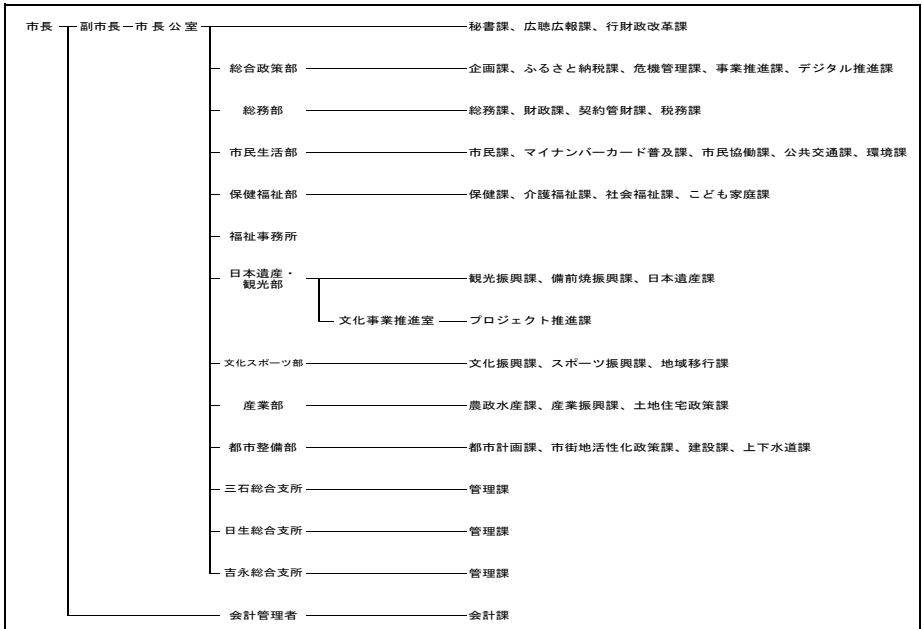 市長 副市長 市長公室 秘書課、広聴広報課、行財政改革課
総合政策部 企画課、ふるさと納税課、危機管理課、事業推進課、デジタル推進課
総務部 総務課、財政課、契約管財課、税務課
市民生活部 市民課、マイナンバーカード普及課、市民協働課、公共交通課、環境課
保健福祉部 保健課、介護福祉課、社会福祉課、こども家庭課
福祉事務所
日本遺産・
観光部 観光振興課、備前焼振興課、日本遺産課
文化事業推進室 プロジェクト推進課
文化スポーツ部 文化振興課、スポーツ振興課、地域移行課
産業部 農政水産課、産業振興課、土地住宅政策課
都市整備部 都市計画課、市街地活性化政策課、建設課、上下水道課
三石総合支所 管理課
日生総合支所 管理課
吉永総合支所 管理課
会計管理者 会計課